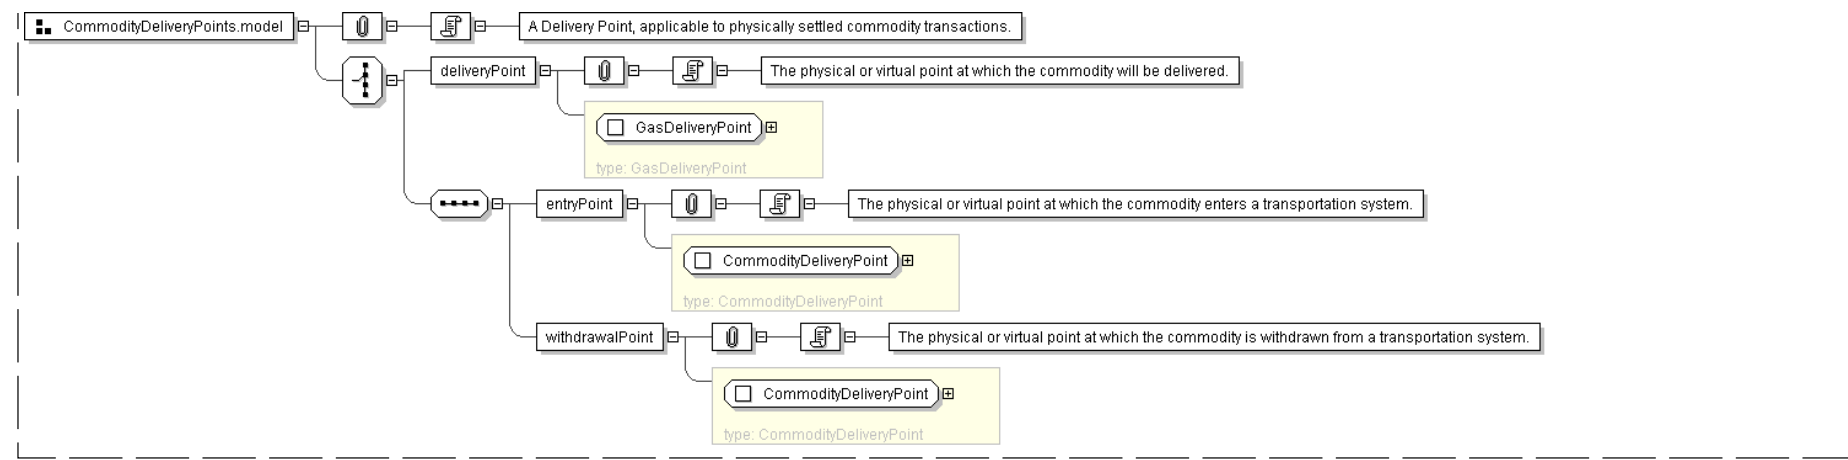 CommodityDeliveryPoints.model
A Delivery Point, applicable to physically settled commodity transactions.
deliveryPoint
The physical or virtual point at which the commodity will be delivered.
GasDeliveryPoint
type: GasDeliveryPoint
entryPoint
The physical or virtual point at which the commodity enters a transportation system.
CommodityDeliveryPoint
type: CommodityDeliveryPoint
withdrawalPoint
The physical or virtual point at which the commodity is withdrawn from a transportation system.
CommodityDeliveryPoint
type: CommodityDeliveryPoint